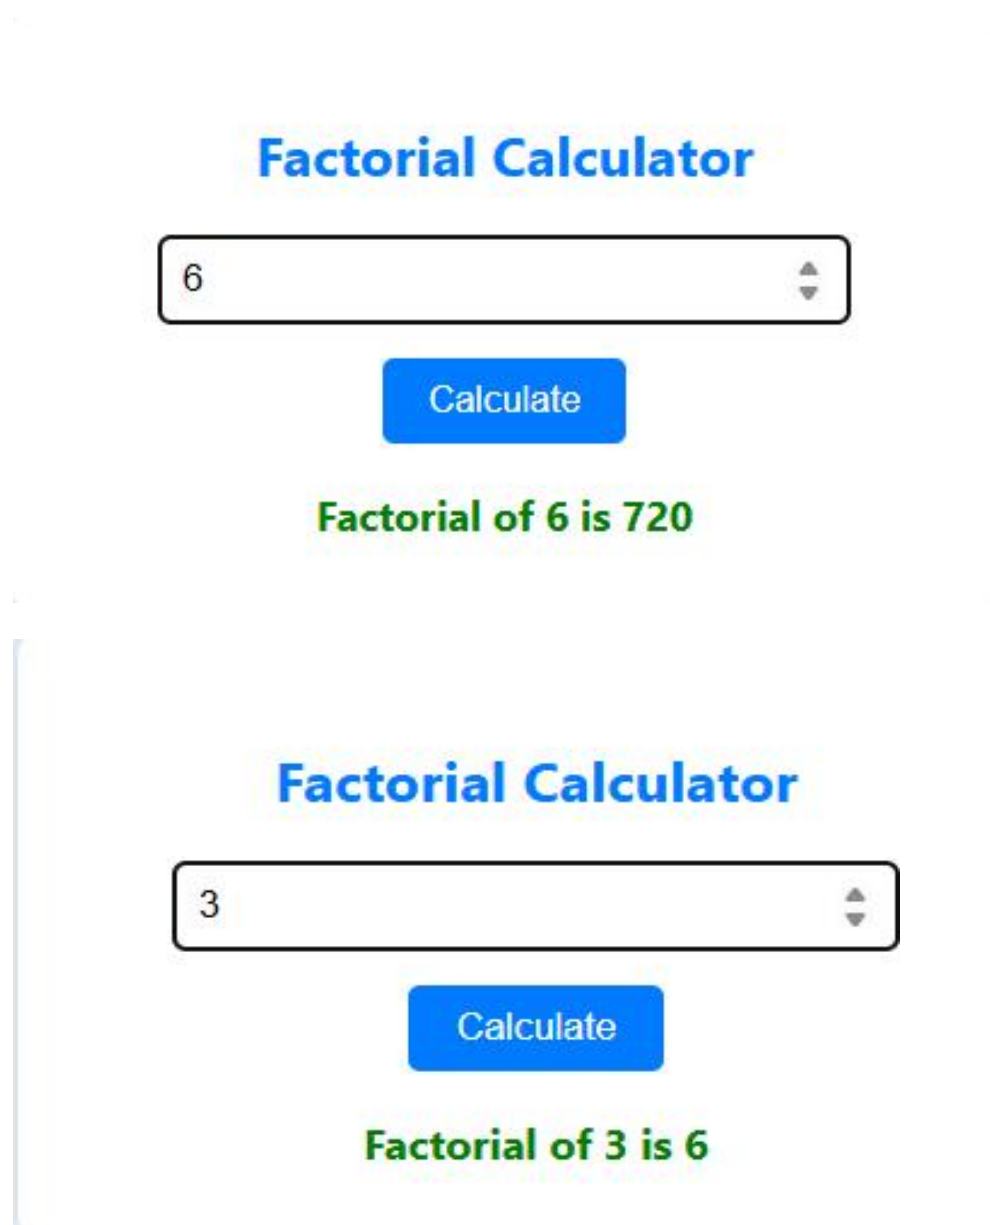 Factorial Calculator
6
Calculate
Factorial of 6 is 720
Factorial Calculator
3
Calculate
Factorial of 3 is 6